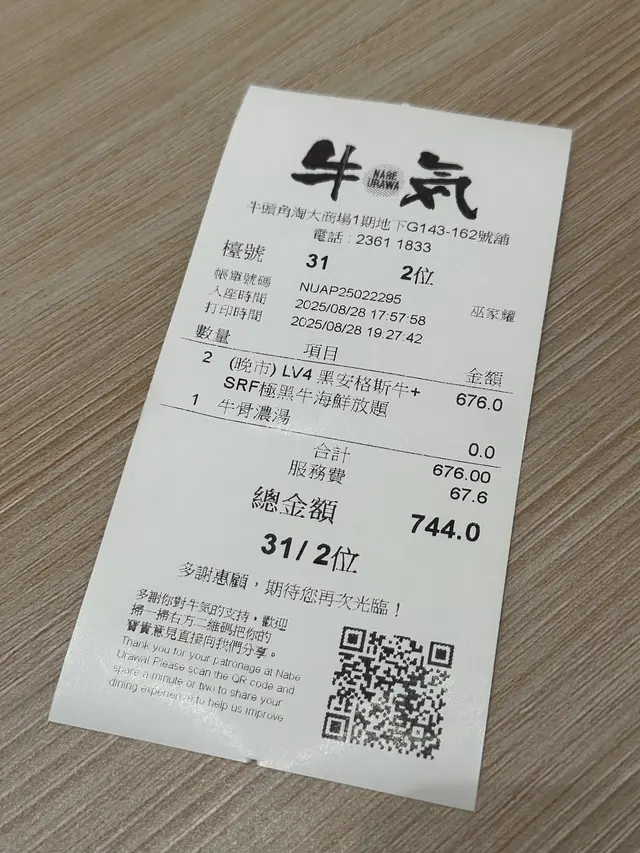 牛気
NABE
URAWA
牛頭角淘大商場1期地下G143-162號舖
電話：2361 1833
檯號 31 2位
帳單號碼 NUAP25022295 巫家耀
入座時間 2025/08/28 17:57:58
打印時間 2025/08/28 19:27:42
數量 項目 金額
2 (晚市) LV4 黑安格斯牛+ 676.0
SRF極黑牛海鮮放題
1 牛骨濃湯 0.0
合計 676.00
服務費 67.6
總金額 744.0
31 / 2位
多謝惠顧，期待您再次光臨！
多謝你對牛気的支持，歡迎
掃一掃右方二維碼把你的
寶貴意見直接向我們分享。
Thank you for your patronage at Nabe
Urawa! Please scan the QR code and
spare a minute or two to share your
dining experience to help us improve